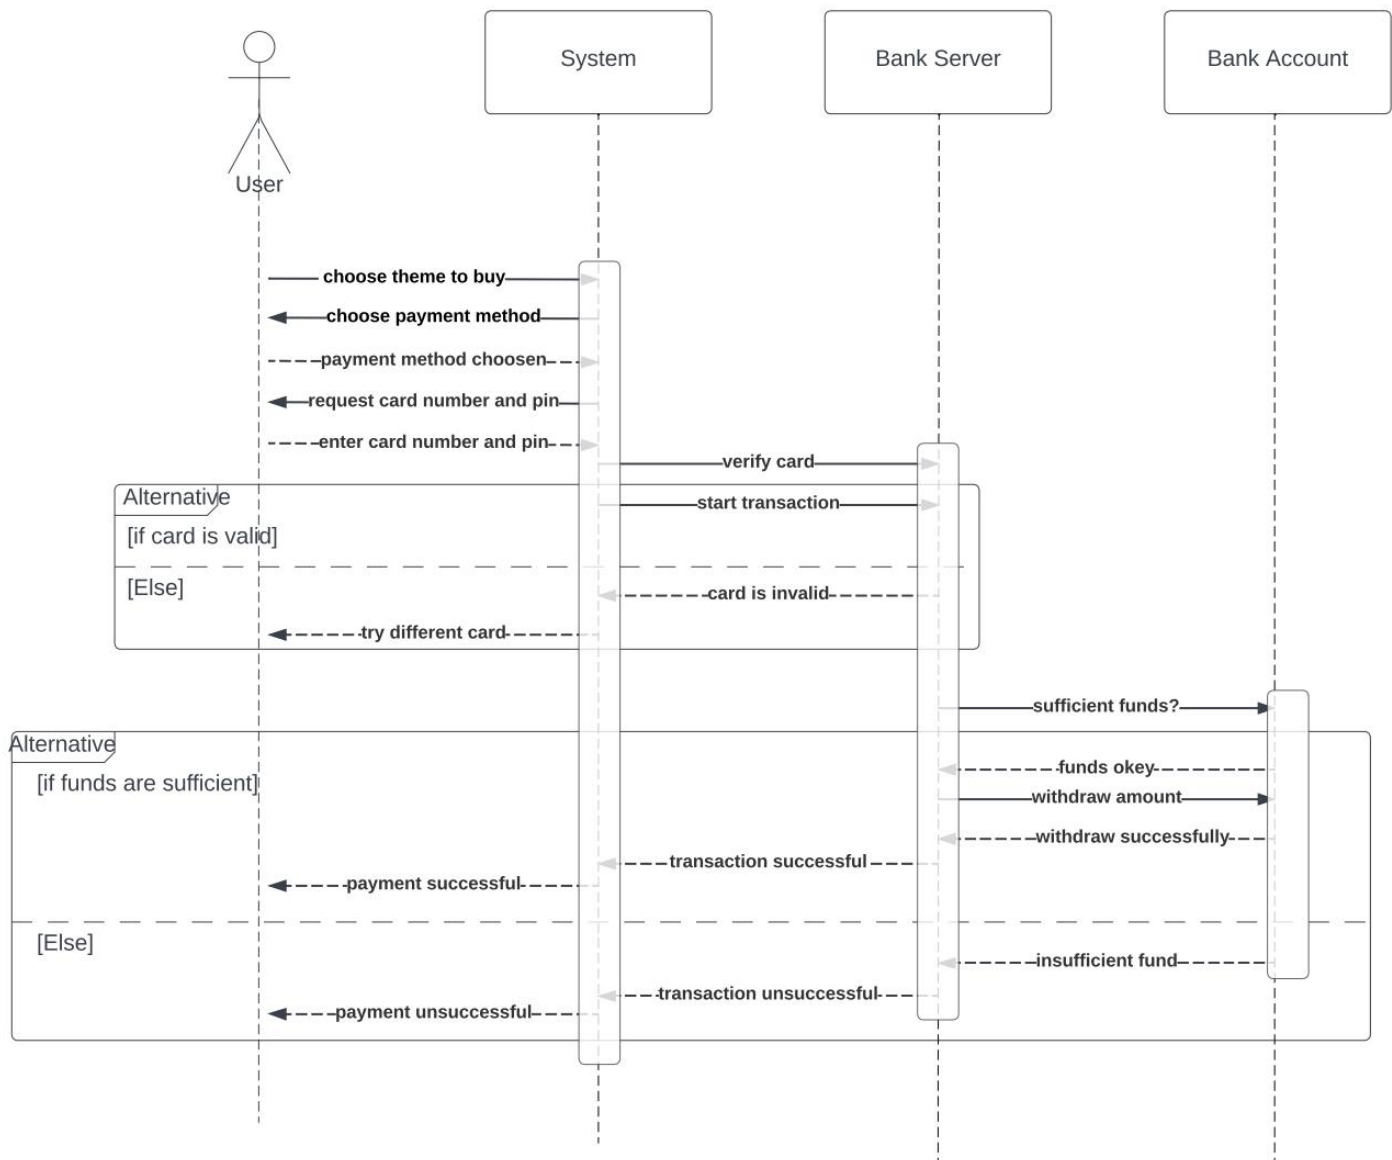 System
Bank Server
Bank Account
User
choose theme to buy
choose payment method
payment method choosen
request card number and pin
enter card number and pin
verify card
Alternative
start transaction
[if card is valid]
[Else]
card is invalid
try different card
sufficient funds?
Alternative
funds okey
[if funds are sufficient]
withdraw amount
withdraw successfully
transaction successful
payment successful
[Else]
insufficient fund
transaction unsuccessful
payment unsuccessful